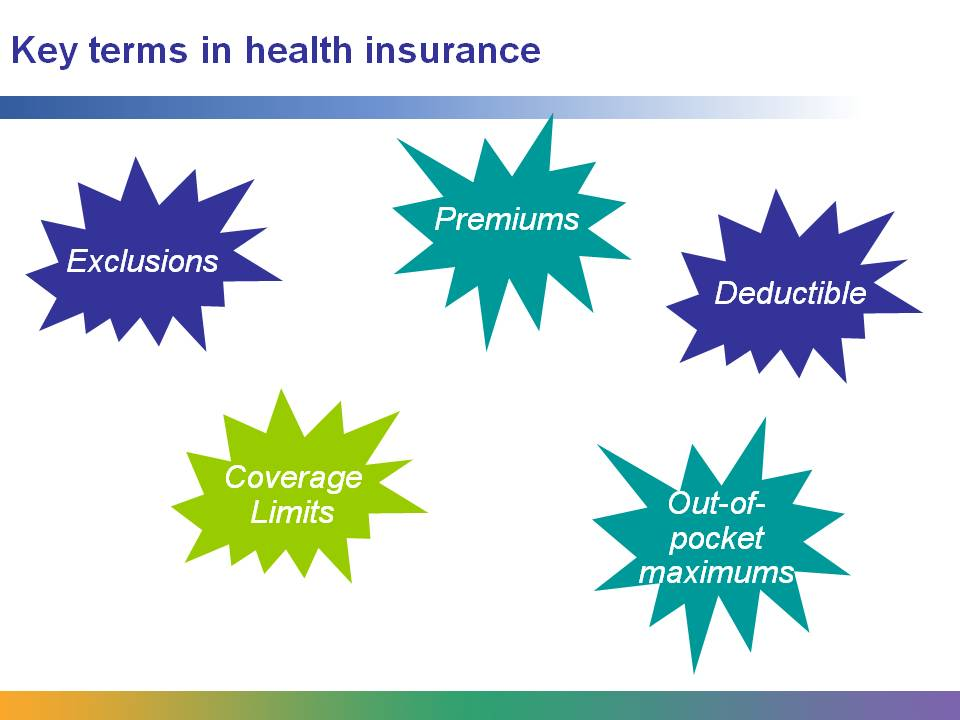 Key terms in health insurance
Premiums
Exclusions
Deductible
Coverage
Limits
Out-of-
pocket
maximums